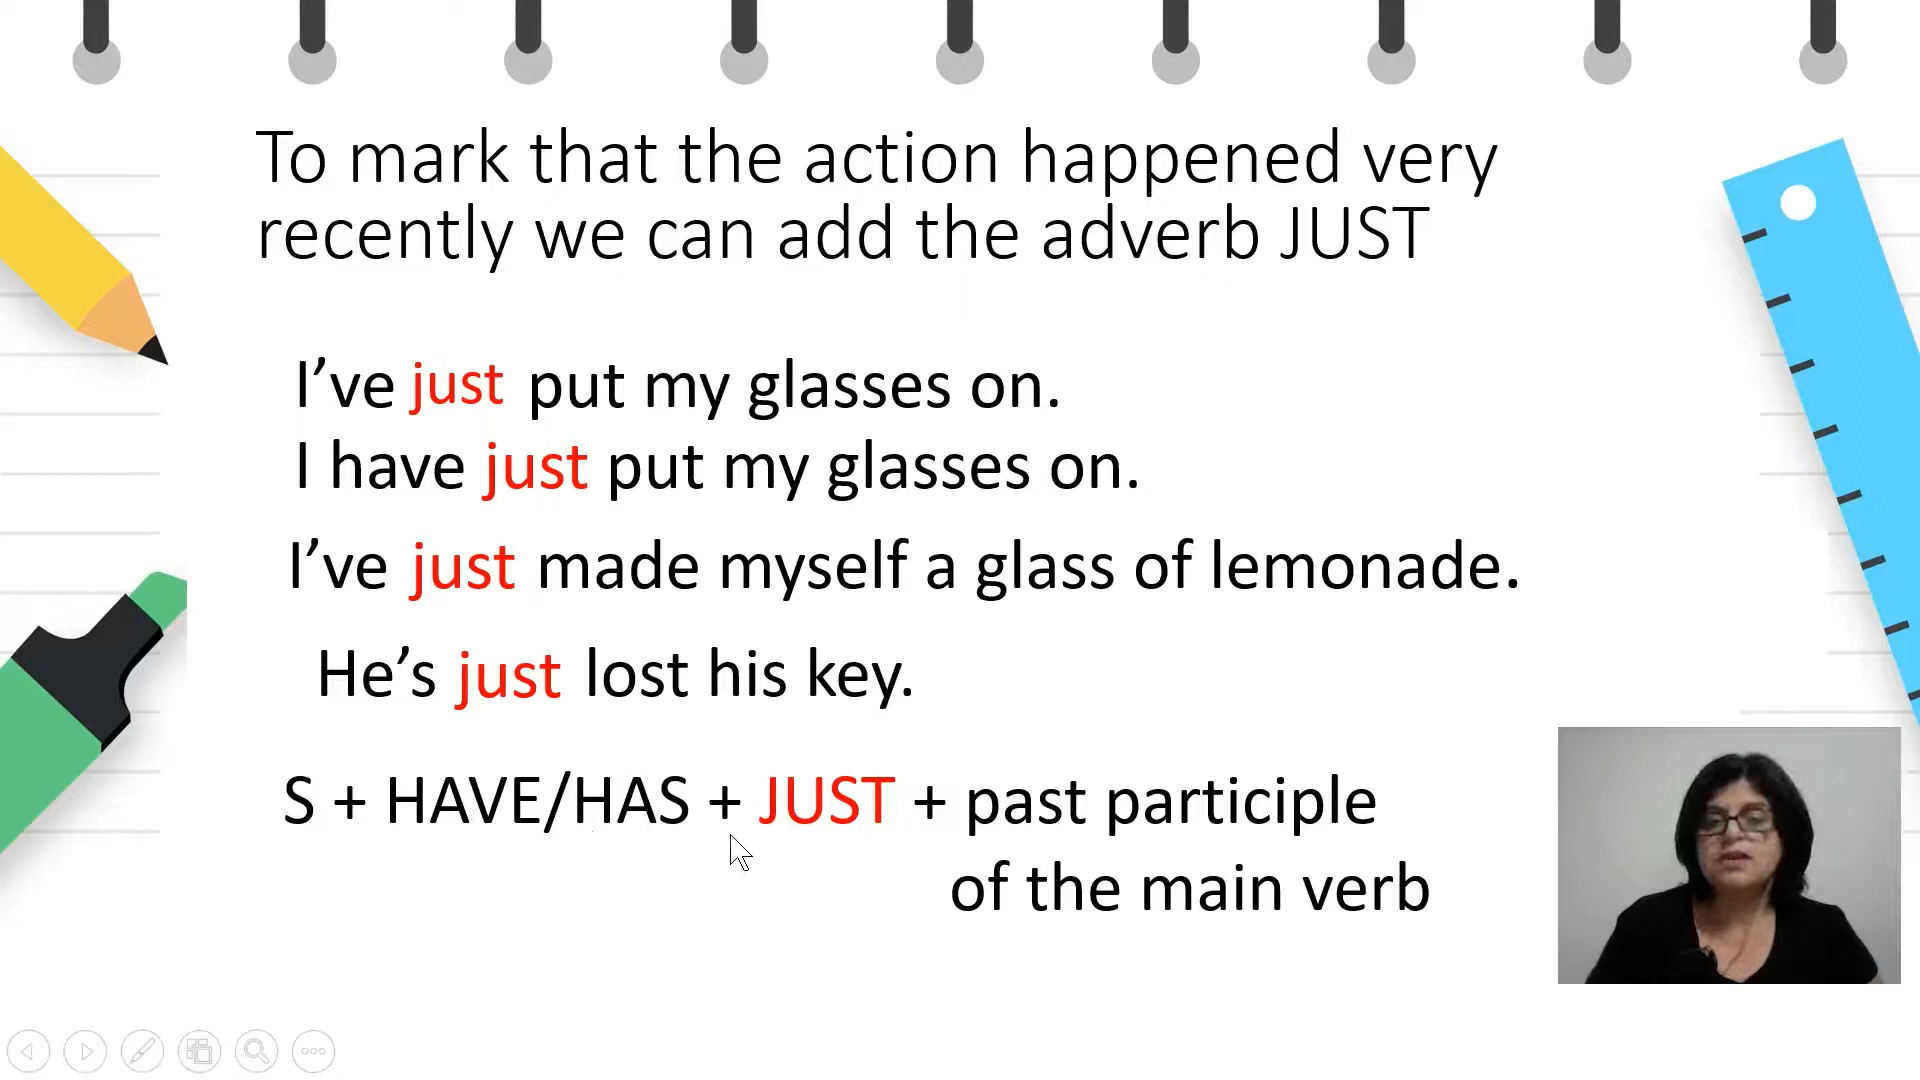 To mark that the action happened very
recently we can add the adverb JUST
I’ve just put my glasses on.
I have just put my glasses on.
I’ve just made myself a glass of lemonade.
He’s just lost his key.
S + HAVE/HAS + JUST + past participle
of the main verb